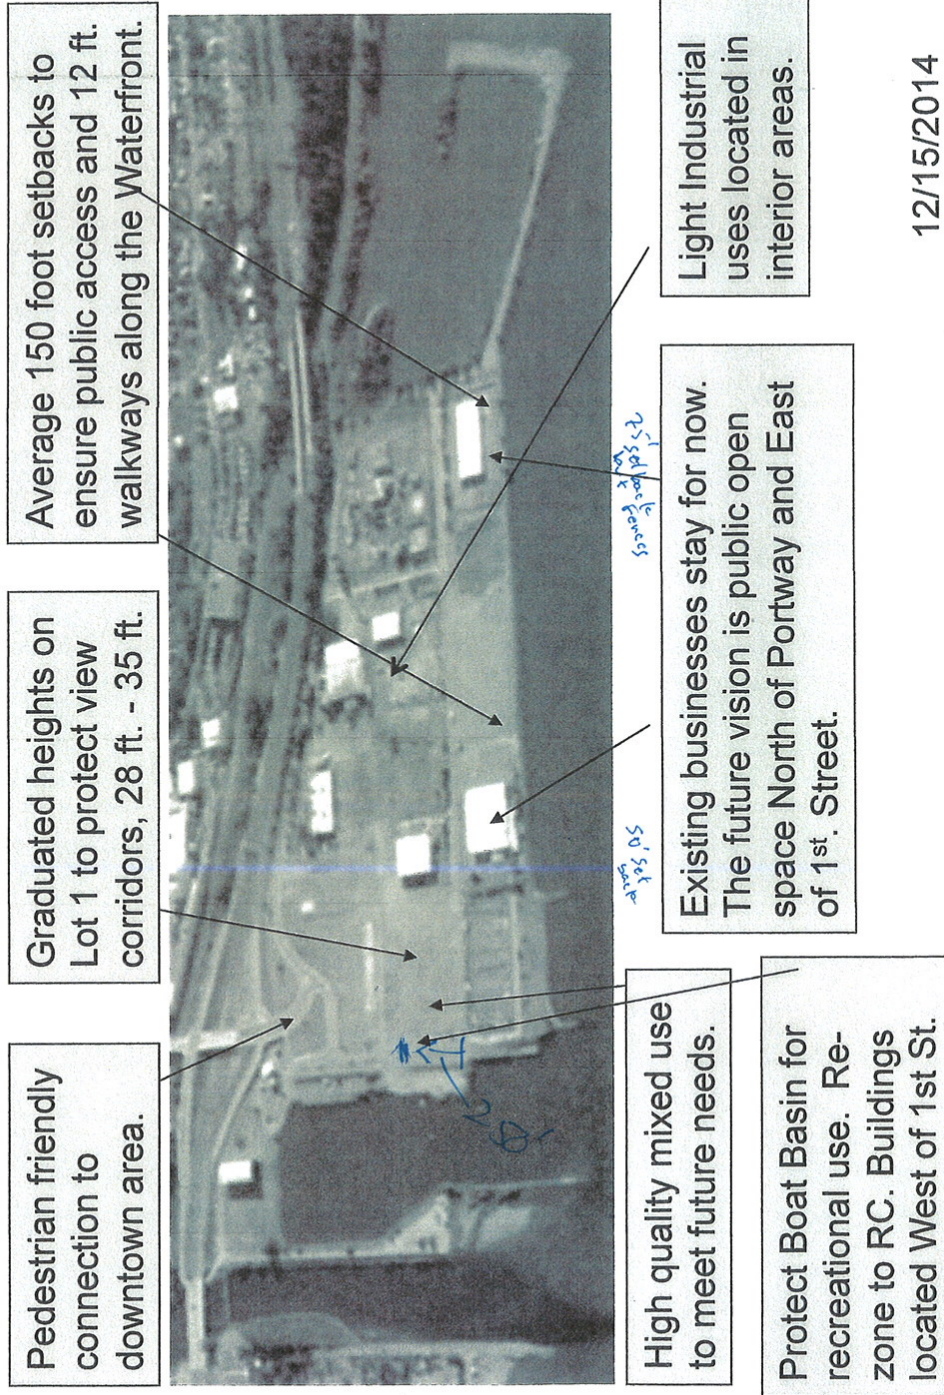 Pedestrian friendly
connection to
downtown area.
Graduated heights on
Lot 1 to protect view
corridors, 28 ft. - 35 ft.
Average 150 foot setbacks to
ensure public access and 12 ft.
walkways along the Waterfront.
50' set
back
75' setback
fences
High quality mixed use
to meet future needs.
Protect Boat Basin for
recreational use. Re-
zone to RC. Buildings
located West of 1st St.
Existing businesses stay for now.
The future vision is public open
space North of Portway and East
of 1st. Street.
Light Industrial
uses located in
interior areas.
12/15/2014